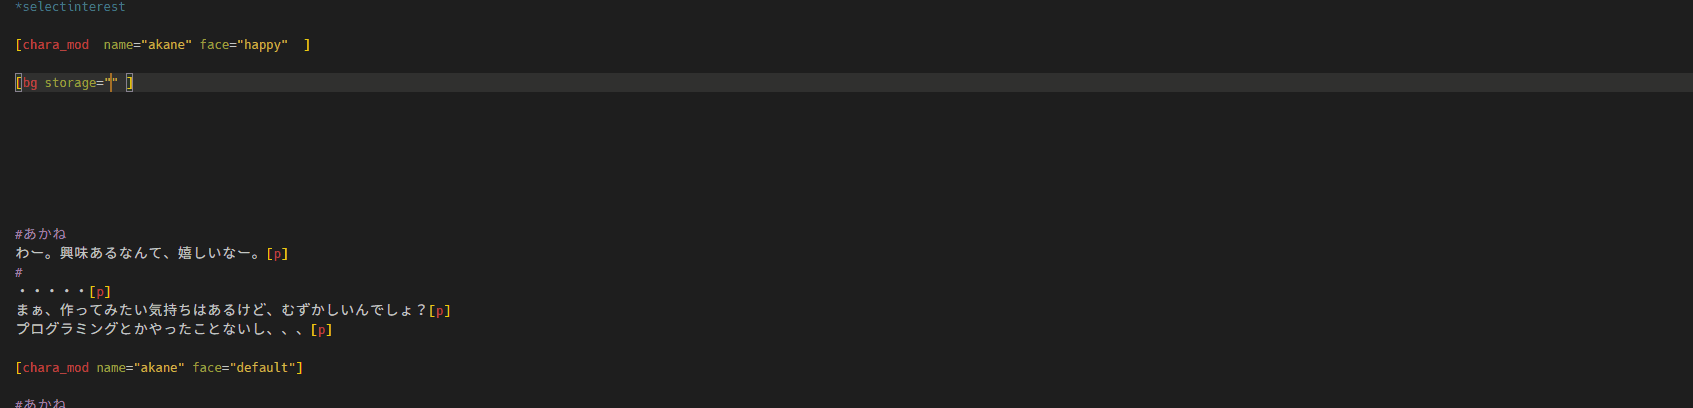 *selectinterest
[chara_mod  name="akane" face="happy"  ]
[bg storage="" ]
#あかね
わー。興味あるなんて、嬉しいなー。[p]
#
・・・・・[p]
まぁ、作ってみたい気持ちはあるけど、むずかしいんでしょ？[p]
プログラミングとかやったことないし、、、[p]
[chara_mod name="akane" face="default"]
#あかね